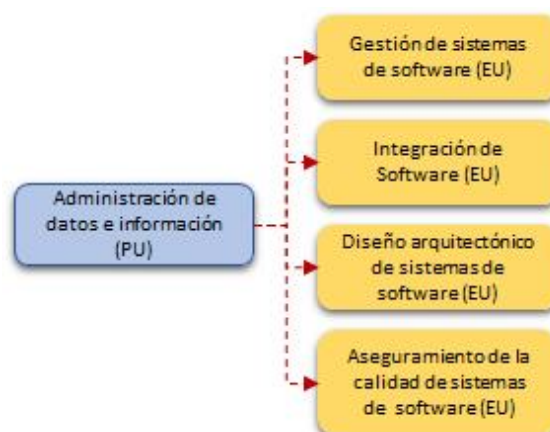 Gestión de sistemas
de software (EU)
Integración de
Software (EU)
Administración de
datos e información
(PU)
Diseño arquitectónico
de sistemas de
software (EU)
Aseguramiento de la
calidad de sistemas
de software (EU)